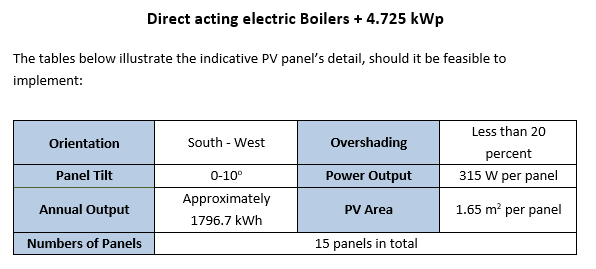 Direct acting electric Boilers + 4.725 kWp
The tables below illustrate the indicative PV panel's detail, should it be feasible to
implement:
Orientation
South - West
Overshading
Less than 20
percent
Panel Tilt
0-10°
Power Output
315 W per panel
Annual Output
Approximately
1796.7 kWh
PV Area
1.65 m² per panel
Numbers of Panels
15 panels in total